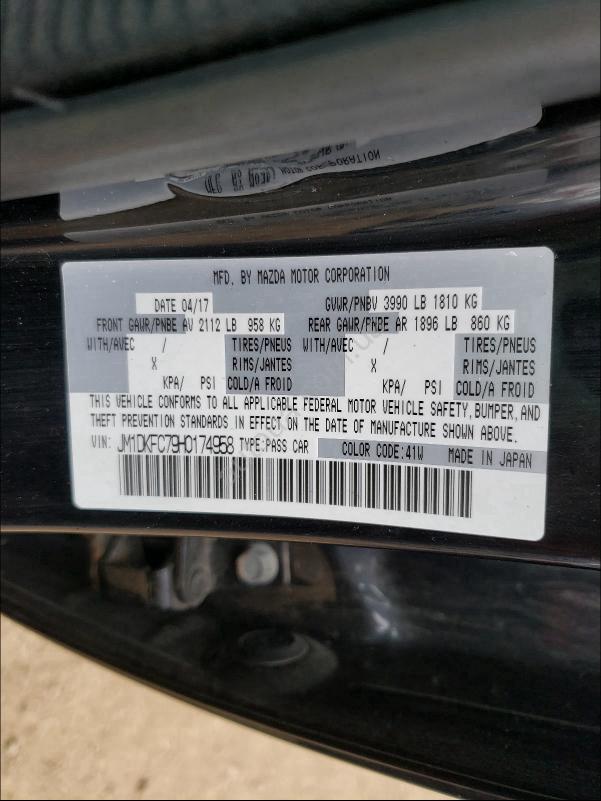 MFD. BY MAZDA MOTOR CORPORATION
DATE 04/17 GVWR/PNBV 3990 LB 1810 KG
FRONT GAWR/PNBE AV 2112 LB 958 KG REAR GAWR/PNBE AR 1896 LB 860 KG
WITH/AVEC / TIRES/PNEUS WITH/AVEC / TIRES/PNEUS
X RIMS/JANTES X RIMS/JANTES
KPA/ PSI COLD/A FROID KPA/ PSI COLD/A FROID
THIS VEHICLE CONFORMS TO ALL APPLICABLE FEDERAL MOTOR VEHICLE SAFETY, BUMPER, AND
THEFT PREVENTION STANDARDS IN EFFECT ON THE DATE OF MANUFACTURE SHOWN ABOVE.
VIN: JM1DKFC79H0174958 TYPE:PASS CAR COLOR CODE:41W MADE IN JAPAN